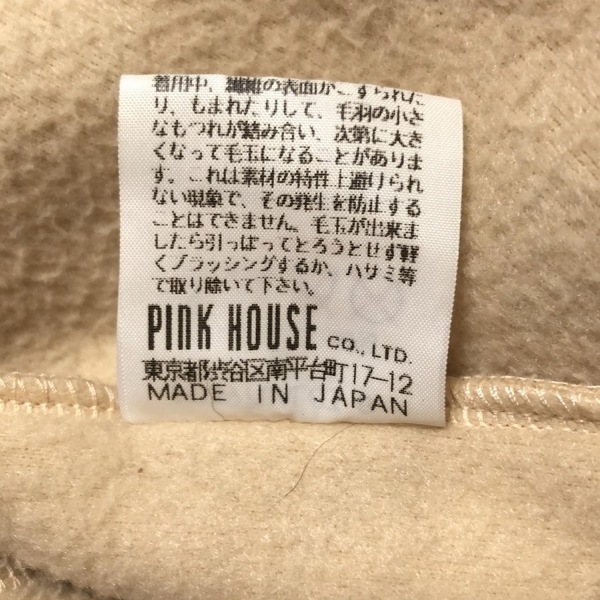 着用中、繊維の表面がこすられた
り、もまれたりして、毛羽の小さ
なもつれが絡み合い、次第に大き
くなって毛玉になることがありま
す。これは素材の特性上避けられ
ない現象で、その発生を防止する
ことはできません。毛玉が出来ま
したら引っぱってとろうとせず軽
くブラッシングするか、ハサミ等
で取り除いて下さい。
PINK HOUSE CO., LTD.
東京都渋谷区南平台町17-12
MADE IN JAPAN